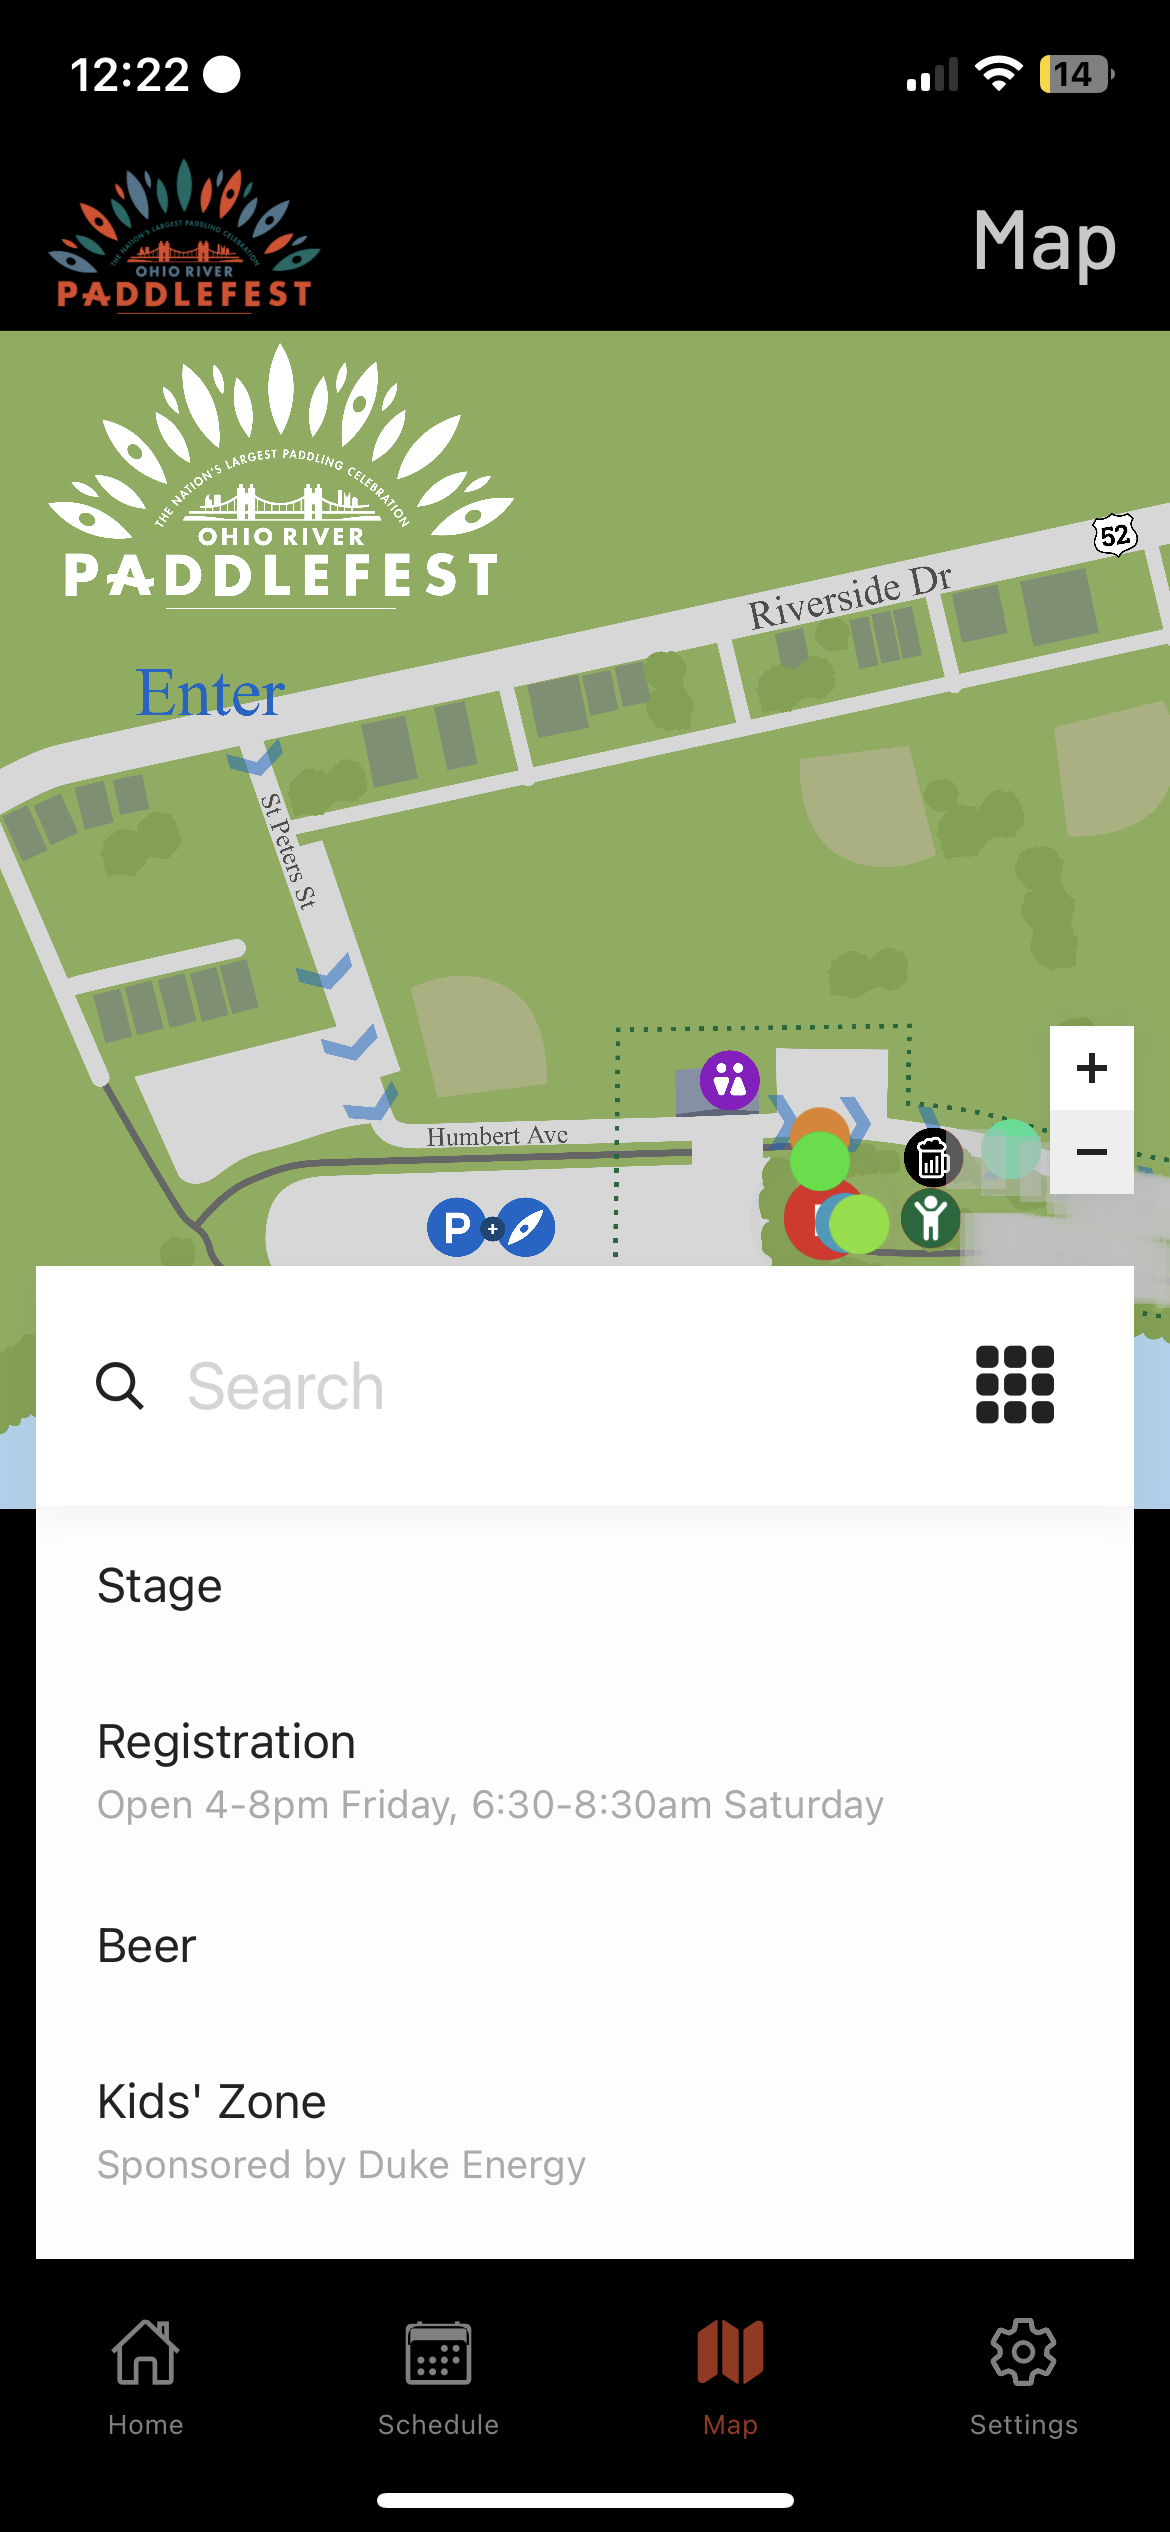 12:22
14
THE NATION'S LARGEST PADDLING CELEBRATION
OHIO RIVER
PADDLEFEST
Map
THE NATION'S LARGEST PADDLING CELEBRATION
OHIO RIVER
PADDLEFEST
52
Riverside Dr
Enter
St Peters St
Humbert Ave
P + 
+
−
Search
Stage
Registration
Open 4-8pm Friday, 6:30-8:30am Saturday
Beer
Kids' Zone
Sponsored by Duke Energy
Home
Schedule
Map
Settings